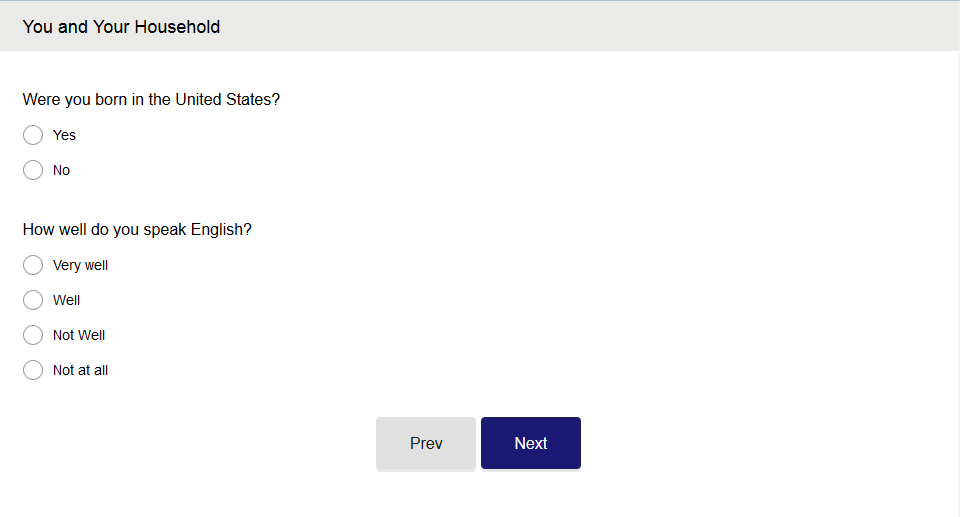 You and Your Household
Were you born in the United States?
Yes
No
How well do you speak English?
Very well
Well
Not Well
Not at all
Prev
Next